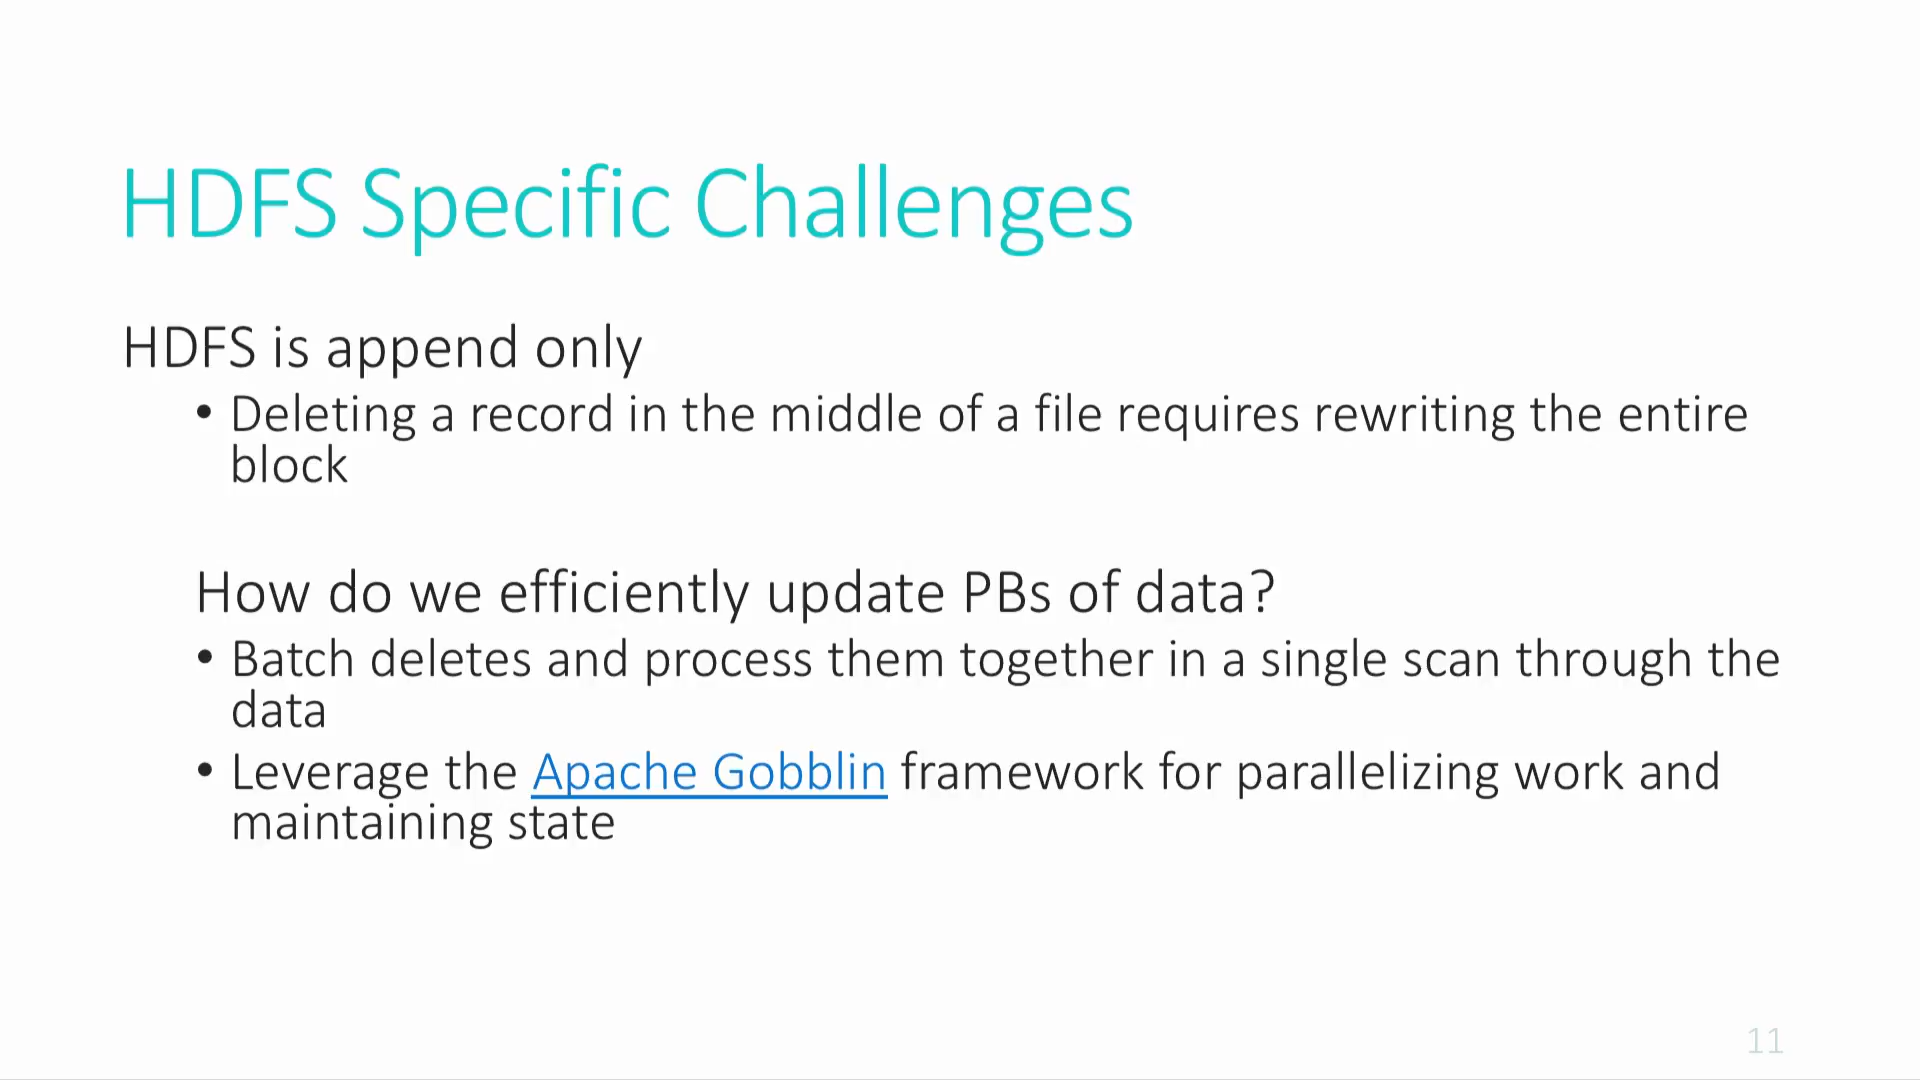 HDFS Specific Challenges
HDFS is append only
• Deleting a record in the middle of a file requires rewriting the entire
block
How do we efficiently update PBs of data?
• Batch deletes and process them together in a single scan through the
data
• Leverage the Apache Gobblin framework for parallelizing work and
maintaining state
11